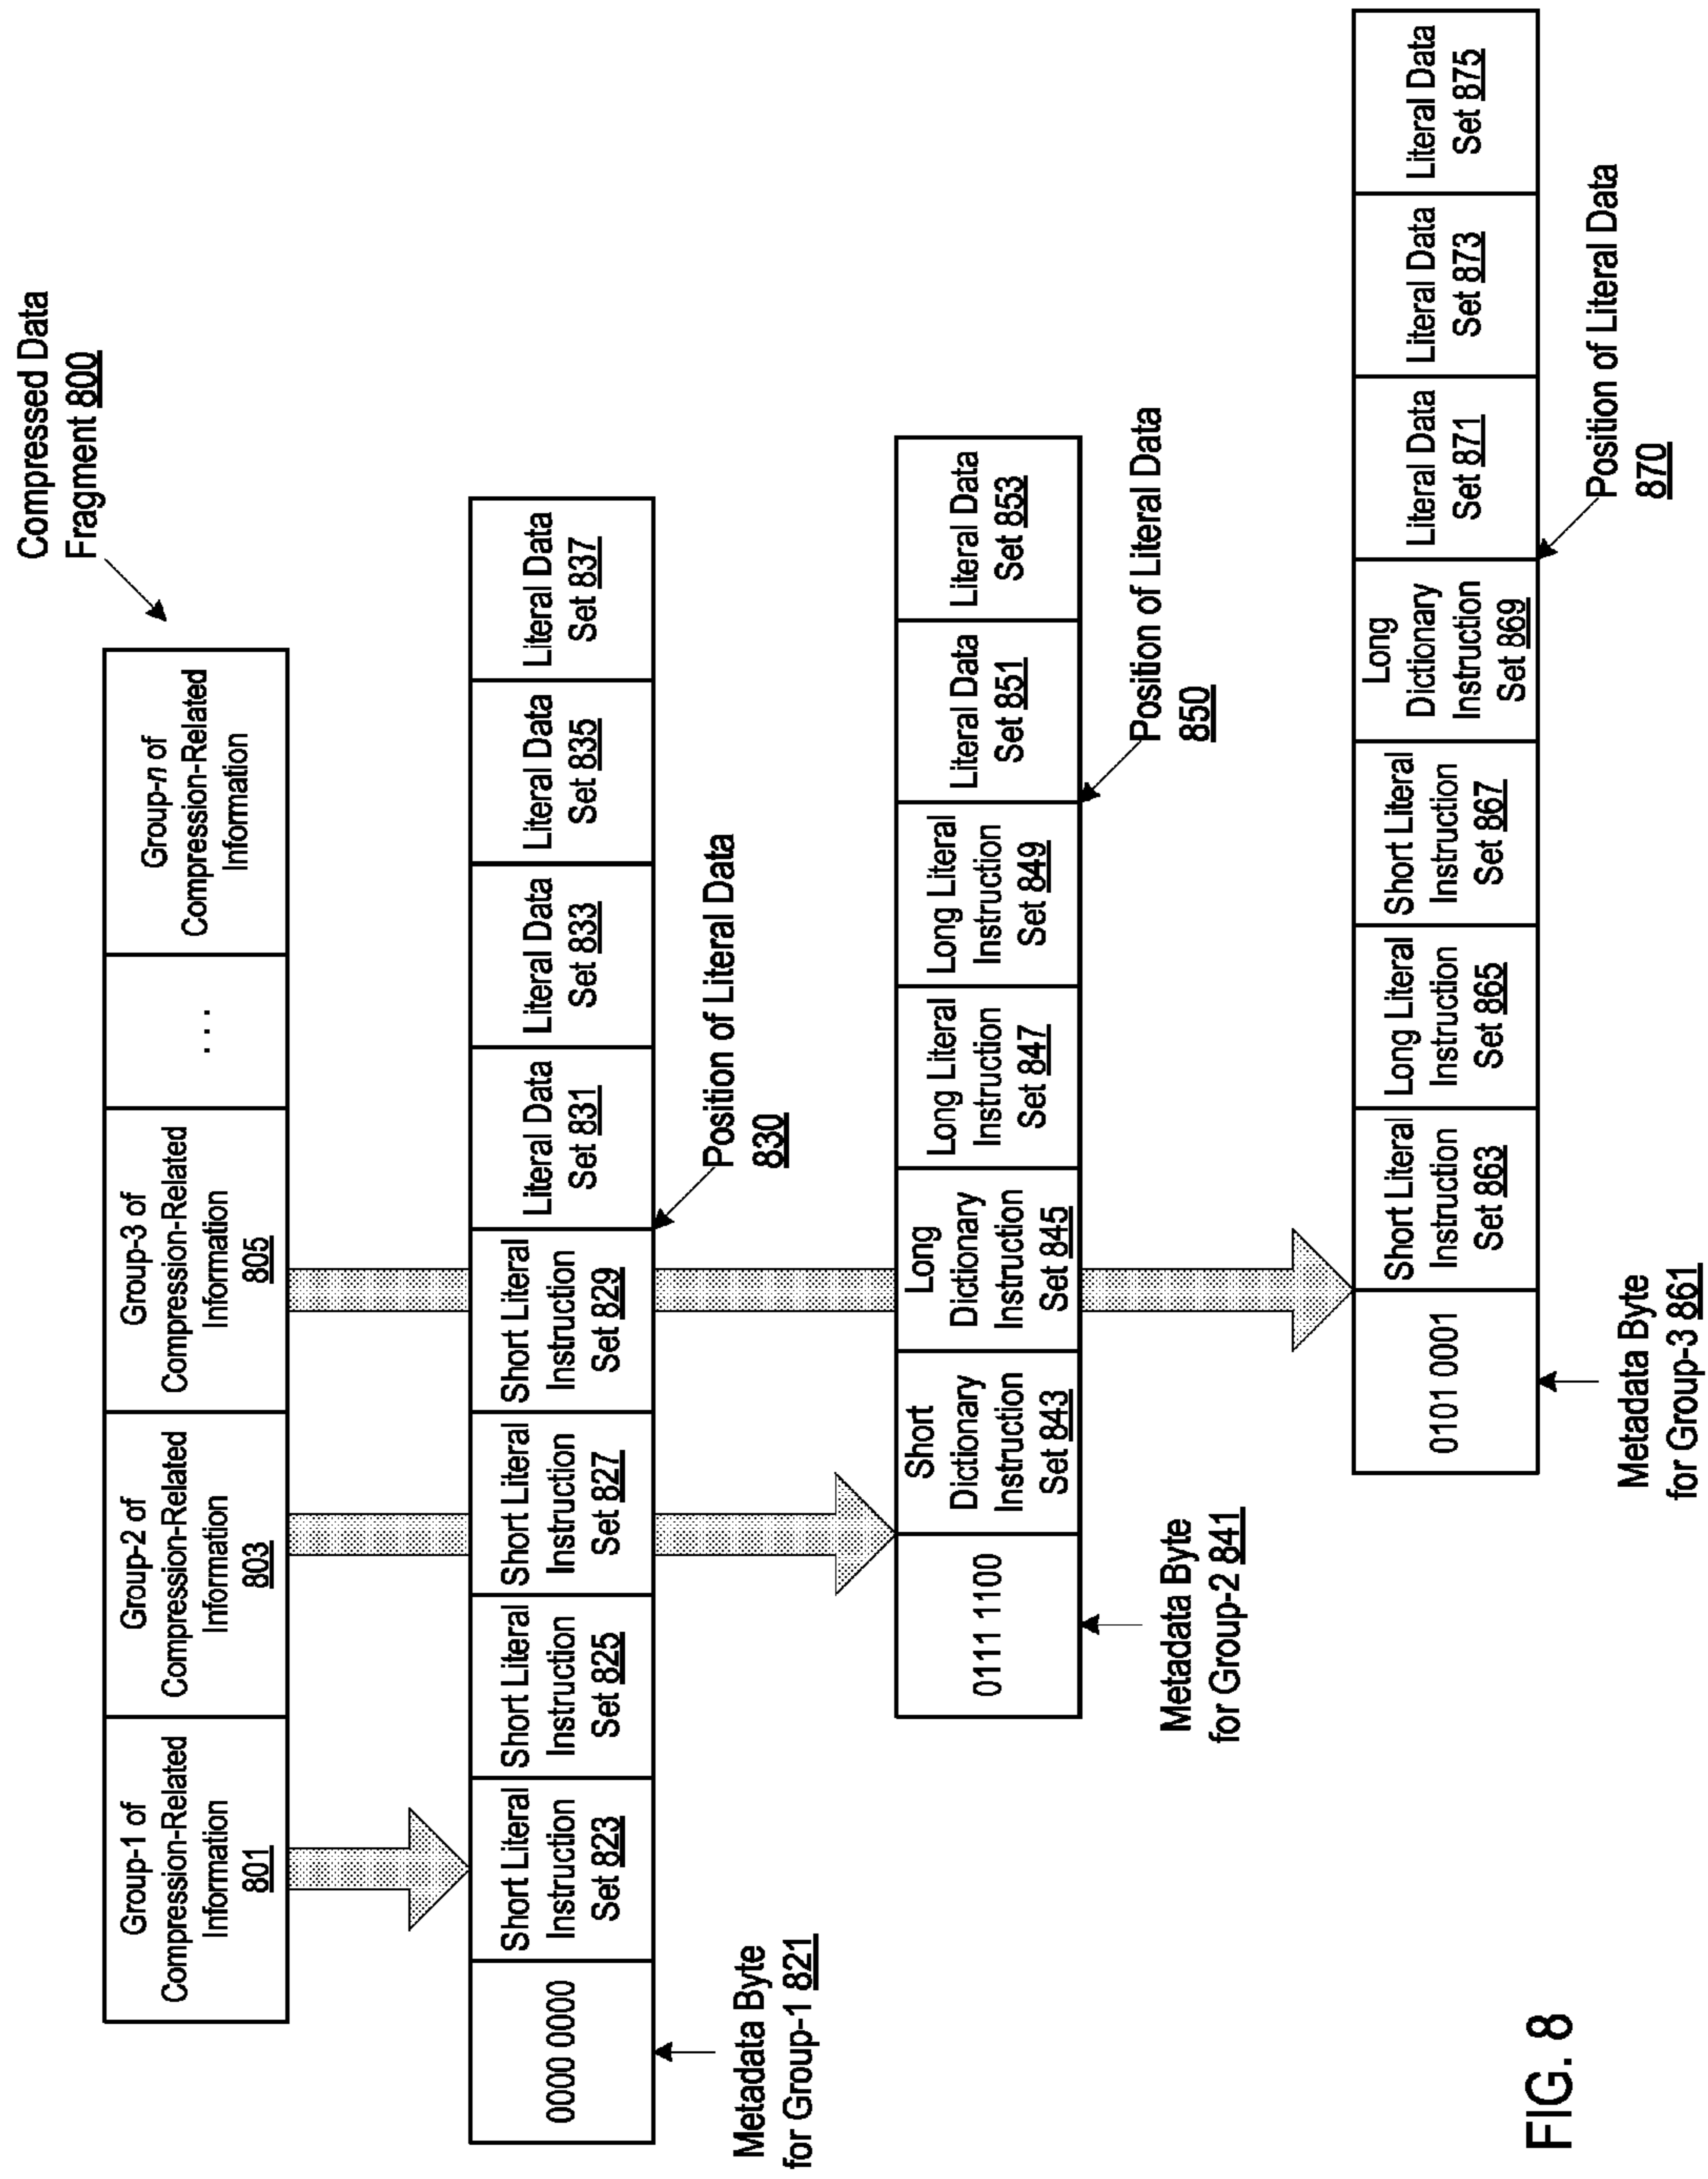 Compressed Data
Fragment 800
Group-1 of
Compression-Related
Information
801
Group-2 of
Compression-Related
Information
803
Group-3 of
Compression-Related
Information
805
. . .
Group-n of
Compression-Related
Information
0000 0000
Short Literal
Instruction
Set 823
Short Literal
Instruction
Set 825
Short Literal
Instruction
Set 827
Short Literal
Instruction
Set 829
Literal Data
Set 831
Literal Data
Set 833
Literal Data
Set 835
Literal Data
Set 837
Metadata Byte
for Group-1 821
Position of Literal Data
830
0111 1100
Short
Dictionary
Instruction
Set 843
Long
Dictionary
Instruction
Set 845
Long Literal
Instruction
Set 847
Long Literal
Instruction
Set 849
Literal Data
Set 851
Literal Data
Set 853
Metadata Byte
for Group-2 841
Position of Literal Data
850
0101 0001
Short Literal
Instruction
Set 863
Long Literal
Instruction
Set 865
Short Literal
Instruction
Set 867
Long
Dictionary
Instruction
Set 869
Literal Data
Set 871
Literal Data
Set 873
Literal Data
Set 875
Metadata Byte
for Group-3 861
Position of Literal Data
870
FIG. 8